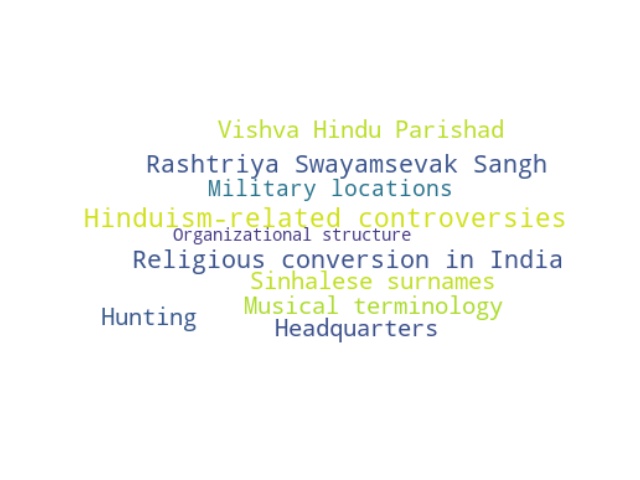 Vishva Hindu Parishad
Rashtriya Swayamsevak Sangh
Military locations
Hinduism-related controversies
Organizational structure
Religious conversion in India
Sinhalese surnames
Musical terminology
Hunting
Headquarters